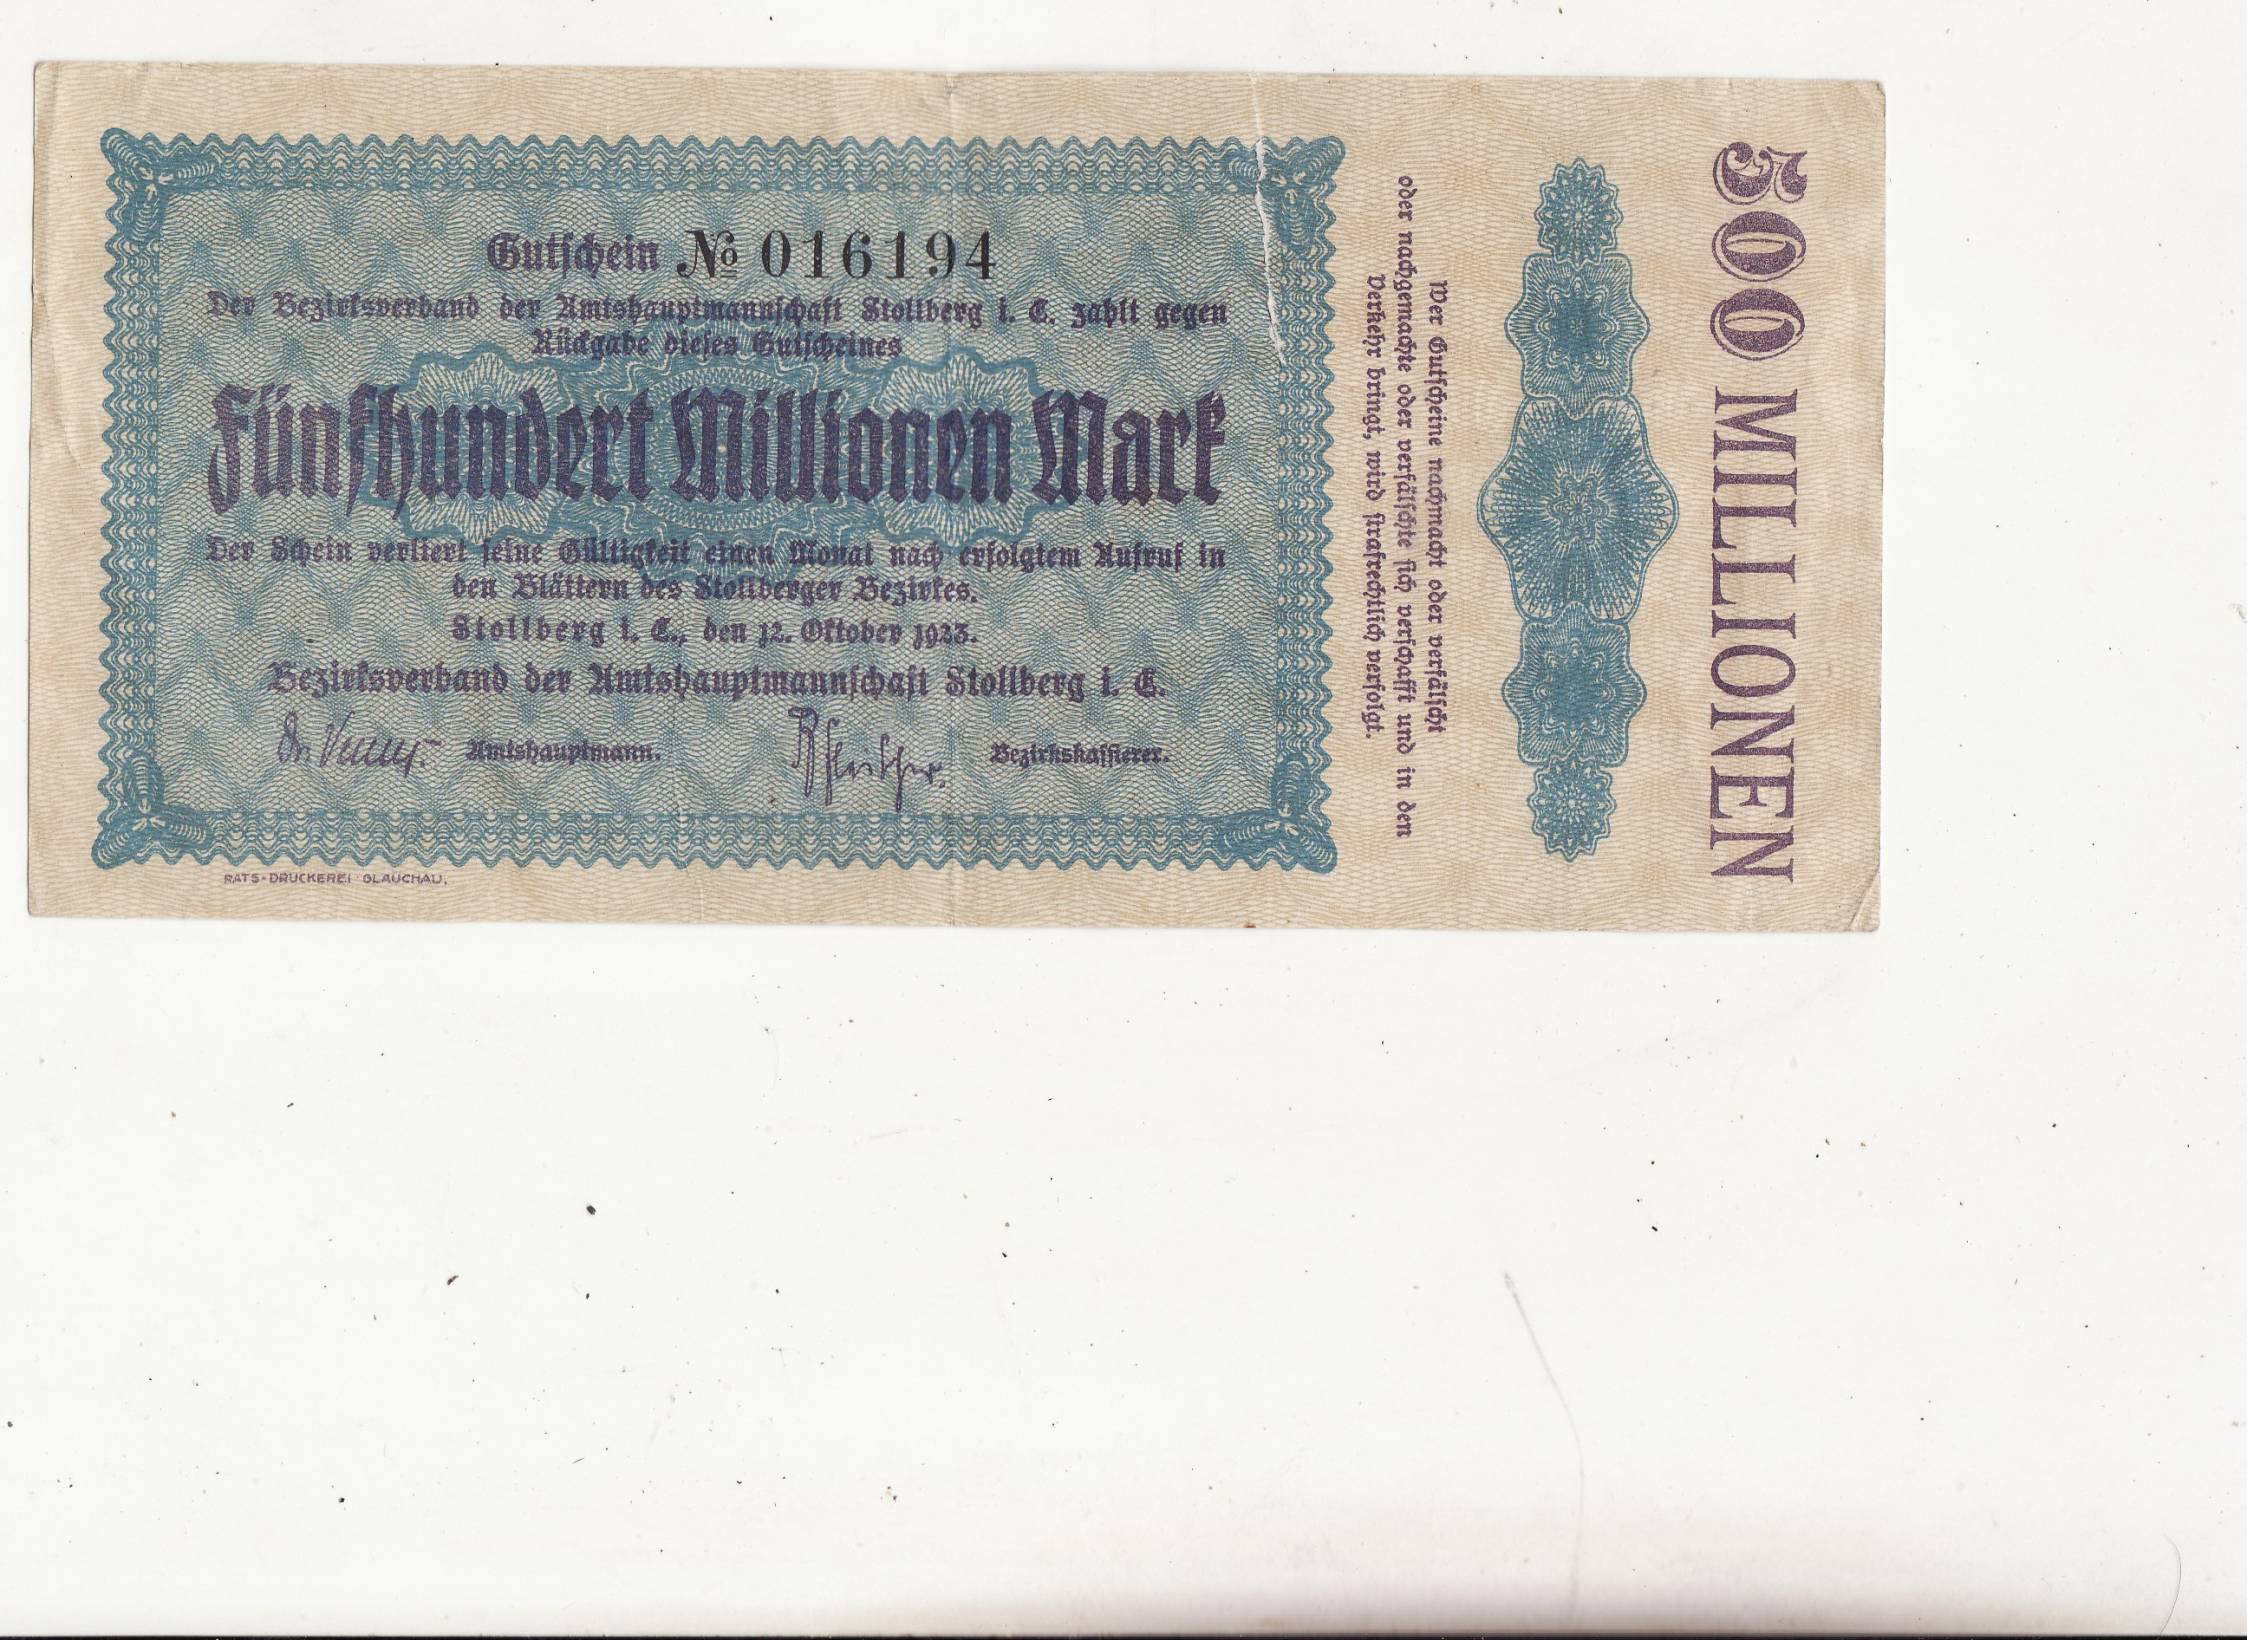 Gutschein № 016194
Der Bezirksverband der Amtshauptmannschaft Stollberg i. E. zahlt gegen
Rückgabe dieses Gutscheines
Fünfhundert Millionen Mark
Der Schein verliert seine Gültigkeit einen Monat nach erfolgtem Aufruf in
den Blättern des Stollberger Bezirkes.
Stollberg i. E., den 12. Oktober 1923.
Bezirksverband der Amtshauptmannschaft Stollberg i. E.
Amtshauptmann.
Bezirkskassierer.
RATS-DRUCKEREI GLAUCHAU.
Wer Gutscheine nachmacht oder verfälscht
oder nachgemachte oder verfälschte sich verschafft und in den
Verkehr bringt, wird strafrechtlich verfolgt.
500 MILLIONEN